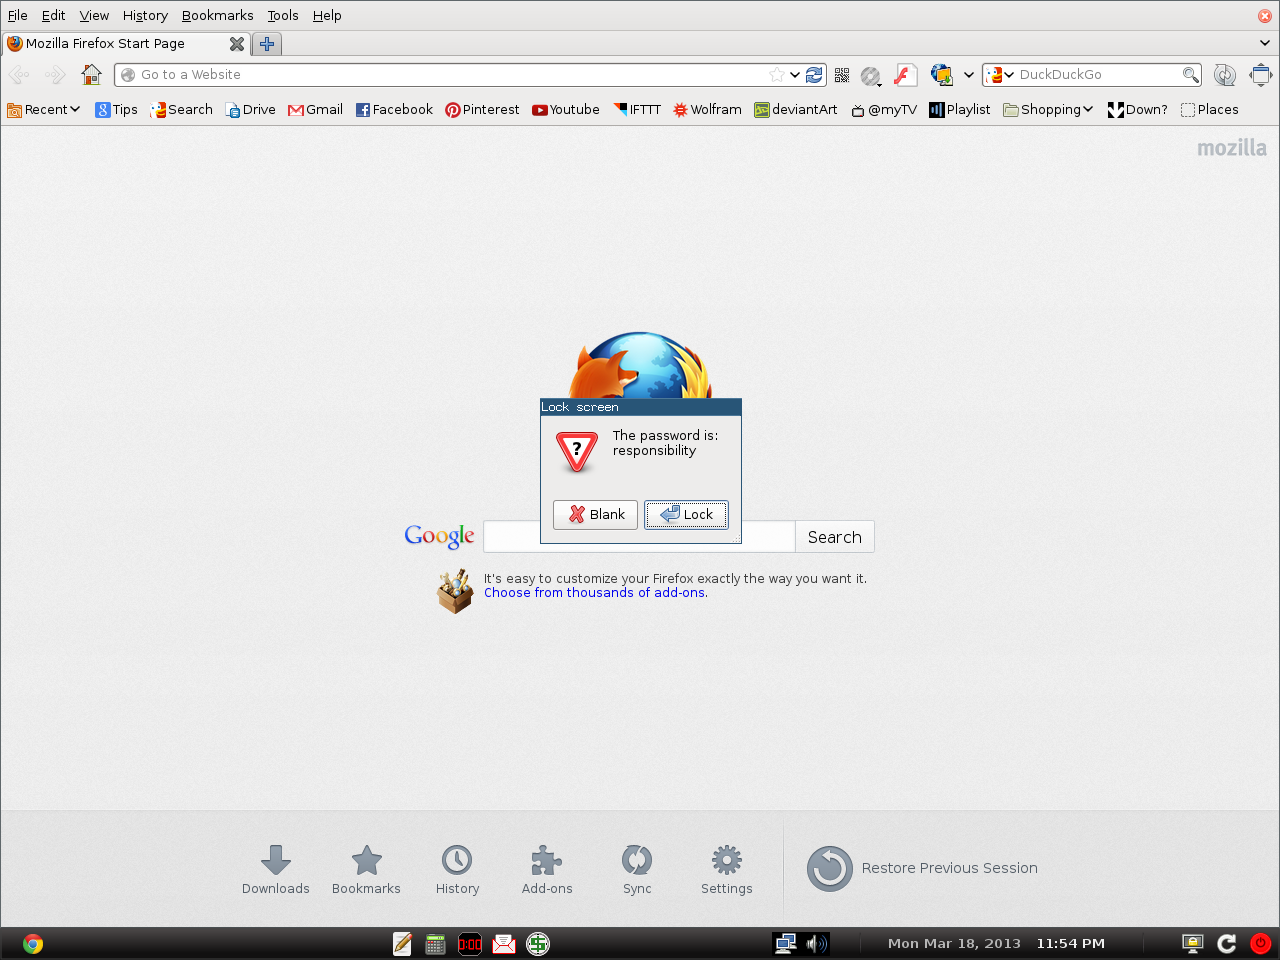 File Edit View History Bookmarks Tools Help
Mozilla Firefox Start Page
Go to a Website
DuckDuckGo
Recent Tips Search Drive Gmail Facebook Pinterest Youtube IFTTT Wolfram deviantArt @myTV Playlist Shopping Down? Places
mozilla
Lock screen
?
The password is:
responsibility
Blank Lock
Google
Search
It's easy to customize your Firefox exactly the way you want it.
Choose from thousands of add-ons.
Downloads Bookmarks History Add-ons Sync Settings Restore Previous Session
0:00
Mon Mar 18, 2013 11:54 PM